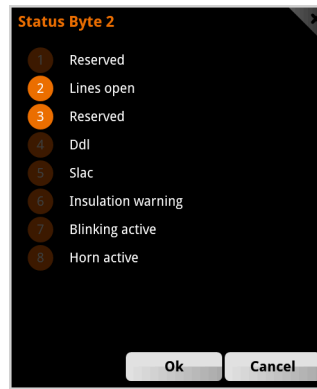 Status Byte 2
1 Reserved
2 Lines open
3 Reserved
4 Ddl
5 Slac
6 Insulation warning
7 Blinking active
8 Horn active
Ok Cancel